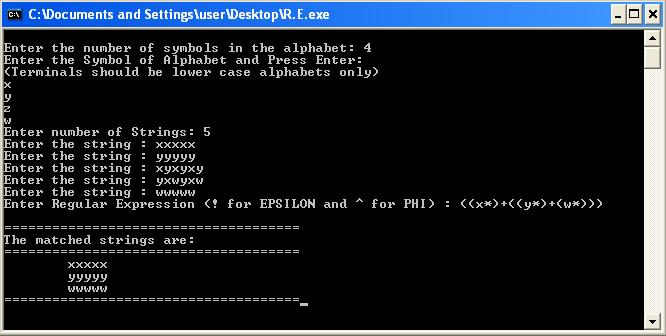 C:\Documents and Settings\user\Desktop\R.E.exe
Enter the number of symbols in the alphabet: 4
Enter the Symbol of Alphabet and Press Enter:
(Terminals should be lower case alphabets only)
x
y
z
w
Enter number of Strings: 5
Enter the string : xxxxx
Enter the string : yyyyy
Enter the string : xyxyxy
Enter the string : yxwyxw
Enter the string : wwwww
Enter Regular Expression (! for EPSILON and ^ for PHI) : ((x*)+((y*)+(w*)))
=====================================
The matched strings are:
=====================================
xxxxx
yyyyy
wwwww
=====================================_